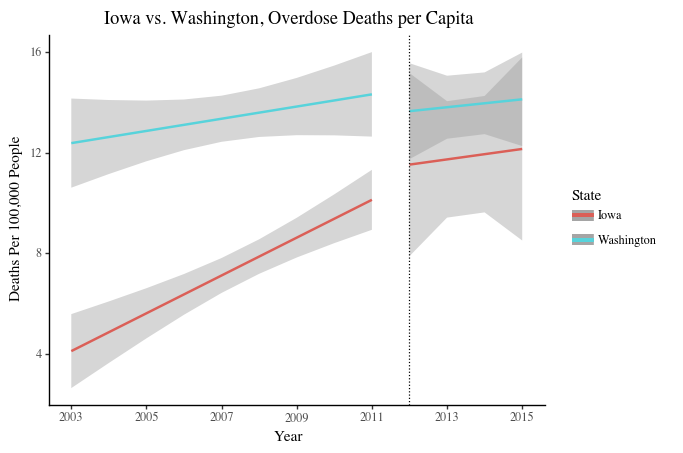 Iowa vs. Washington, Overdose Deaths per Capita
16
12
8
4
Deaths Per 100,000 People
2003
2005
2007
2009
2011
2013
2015
Year
State
Iowa
Washington